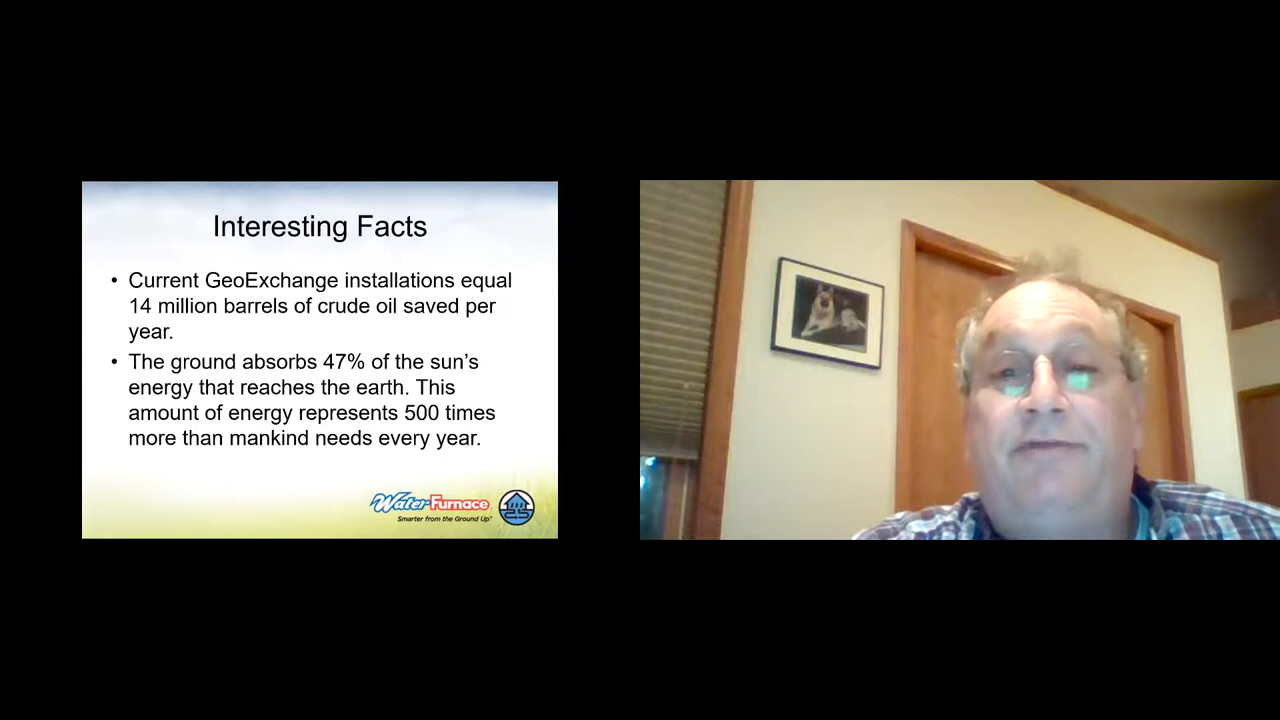 Interesting Facts
• Current GeoExchange installations equal
14 million barrels of crude oil saved per
year.
• The ground absorbs 47% of the sun's
energy that reaches the earth. This
amount of energy represents 500 times
more than mankind needs every year.
WaterFurnace
Smarter from the Ground Up™